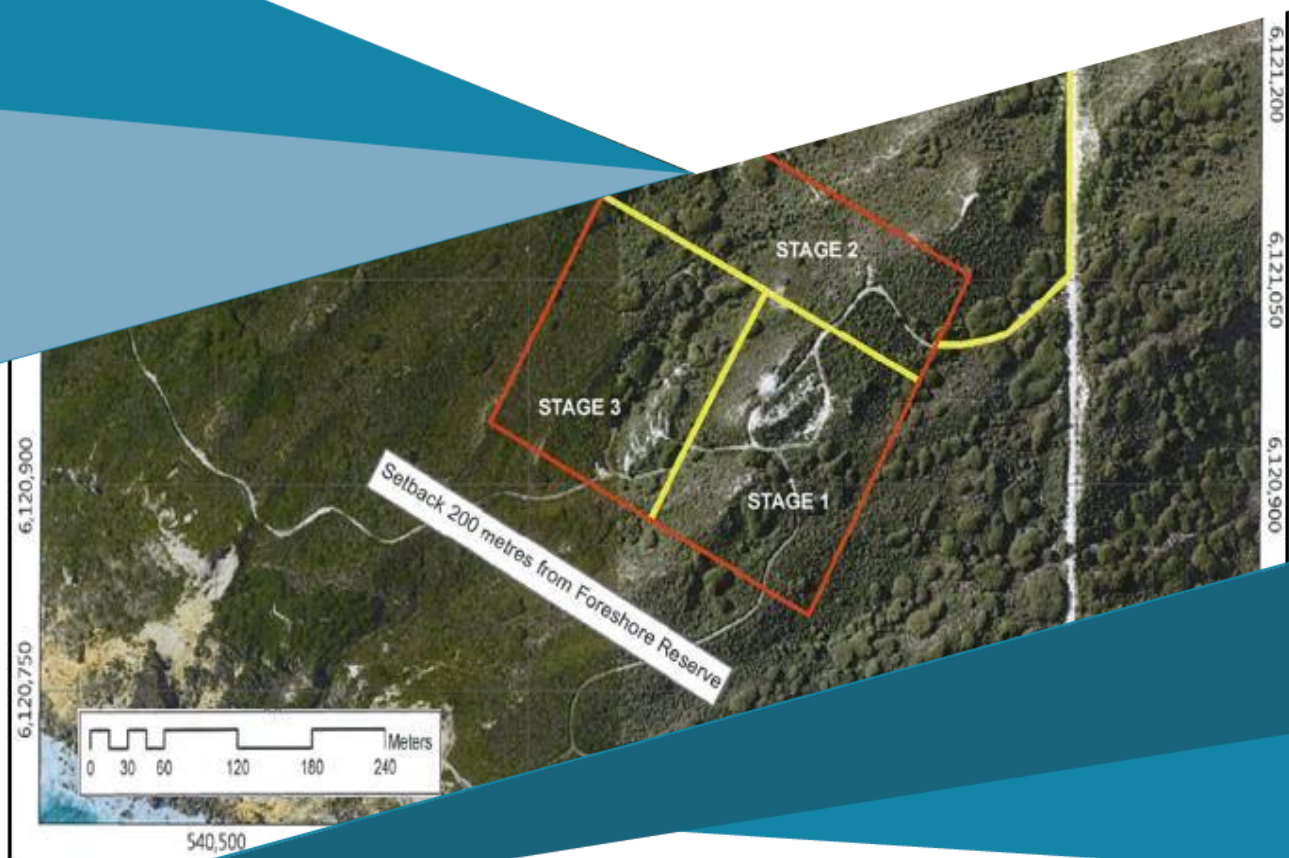 6,121,200
STAGE 2
6,121,050
STAGE 3
6,120,900
STAGE 1
6,120,900
Setback 200 metres from Foreshore Reserve
6,120,750
Meters
0 30 60 120 180 240
540,500